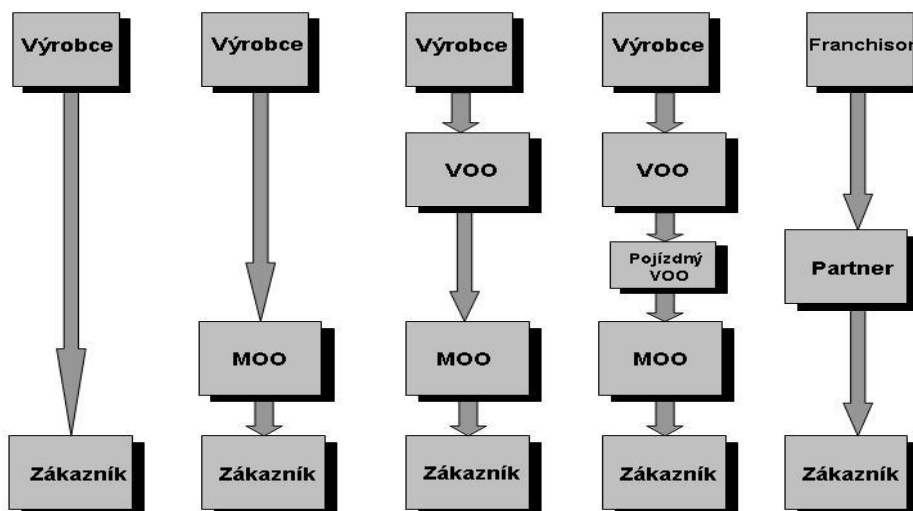 Výrobce
Výrobce
Výrobce
Výrobce
Franchisor
VOO
VOO
Pojízdný
VOO
Partner
MOO
MOO
MOO
Zákazník
Zákazník
Zákazník
Zákazník
Zákazník